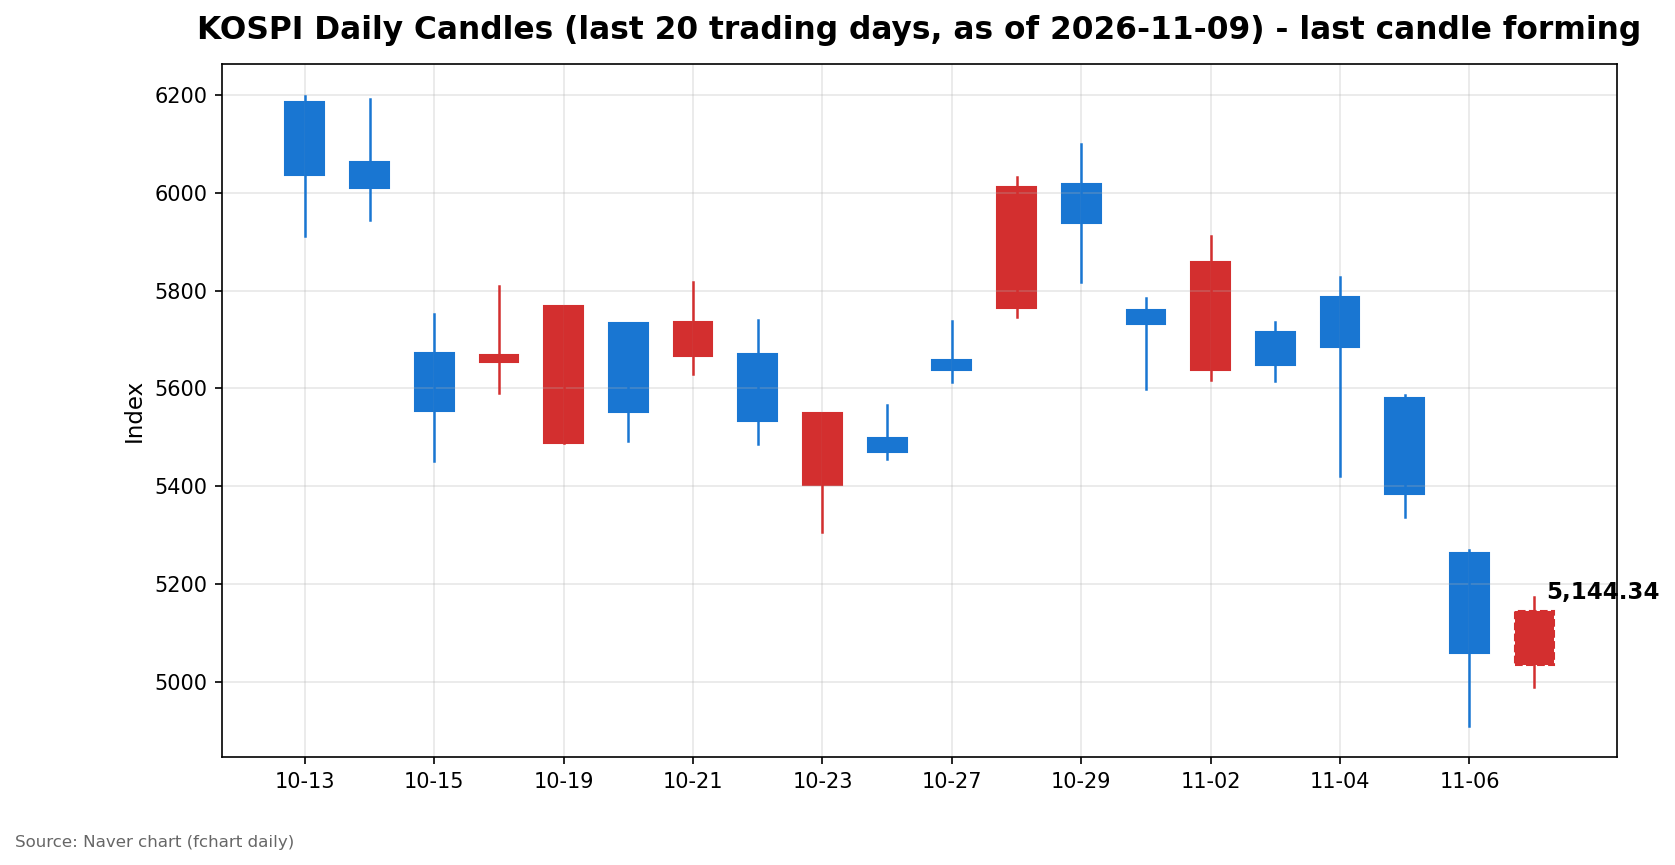 KOSPI Daily Candles (last 20 trading days, as of 2026-11-09) - last candle forming
6200
6000
5800
5600
5400
5200
5000
Index
5,144.34
10-13 10-15 10-19 10-21 10-23 10-27 10-29 11-02 11-04 11-06
Source: Naver chart (fchart daily)